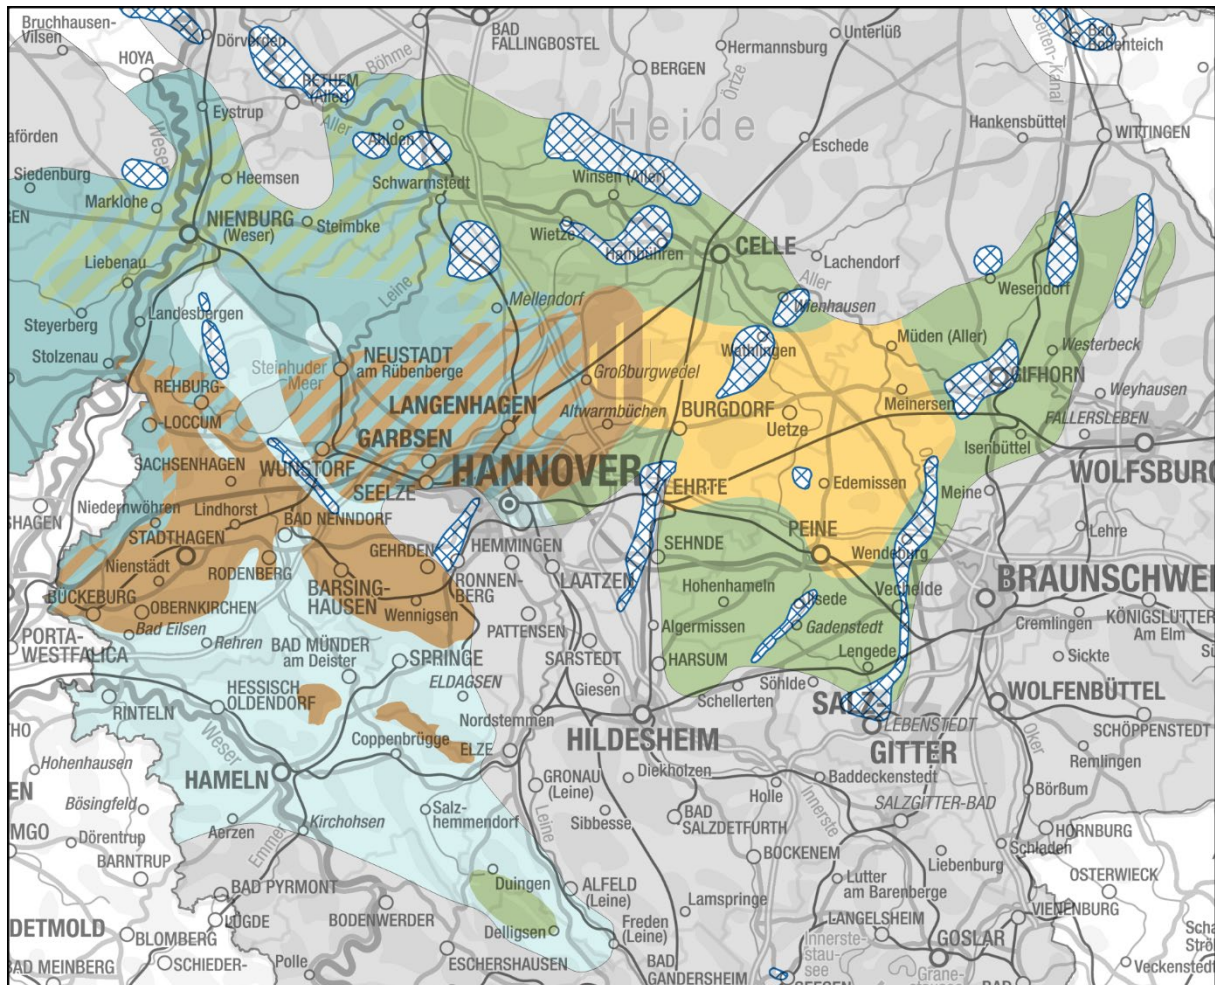 Bruchhausen-
Vilsen
Dörverden
HOYA
BAD
FALLINGBOSTEL
Hermannsburg
Unterlüß
Bad
Bodenteich
Seiten-Kanal
Böhme
BERGEN
Örtze
RETHEM
(Aller)
Heide
Eystrup
Weser
Aller
Ahlden
Hankensbüttel
WITTINGEN
Eschede
Siedenburg
Heemsen
Marklohe
Schwarmstedt
Winsen (Aller)
NIENBURG
(Weser)
Steimbke
Wietze
Hambühren
CELLE
Lachendorf
Liebenau
Leine
Aller
Wesendorf
Mellendorf
Wienhausen
Steyerberg
Landesbergen
Stolzenau
Steinhuder
Meer
NEUSTADT
am Rübenberge
Wathlingen
Müden (Aller)
Westerbeck
REHBURG-
-LOCCUM
Großburgwedel
GIFHORN
Weyhausen
LANGENHAGEN
Altwarmbüchen
BURGDORF
Uetze
Meinersen
FALLERSLEBEN
GARBSEN
Isenbüttel
WOLFSBURG
SACHSENHAGEN
WUNSTORF
HANNOVER
SEELZE
LEHRTE
Edemissen
Meine
Niedernwöhren
Lindhorst
BAD NENNDORF
STADTHAGEN
Lehre
PEINE
Nienstädt
RODENBERG
GEHRDEN
HEMMINGEN
SEHNDE
Wendeburg
BARSING-
HAUSEN
RONNEN-
BERG
LAATZEN
Hohenhameln
Vechelde
BRAUNSCHWEI
BÜCKEBURG
OBERNKIRCHEN
Wennigsen
Ilsede
Bad Eilsen
PATTENSEN
Algermissen
Gadenstedt
Cremlingen
KÖNIGSLUTTER
Am Elm
PORTA-
WESTFALICA
Rehren
BAD MÜNDER
am Deister
SPRINGE
SARSTEDT
HARSUM
Lengede
Sickte
ELDAGSEN
Giesen
Söhlde
HESSISCH
OLDENDORF
Schellerten
SALZ-
GITTER
LEBENSTEDT
WOLFENBÜTTEL
RINTELN
Nordstemmen
SCHÖPPENSTEDT
Weser
Coppenbrügge
ELZE
HILDESHEIM
Oker
Remlingen
Hohenhausen
HAMELN
GRONAU
(Leine)
Diekholzen
Baddeckenstedt
Bösingfeld
Holle
Innerste
SALZGITTER-BAD
Börßum
Salz-
hemmendorf
Leine
Sibbesse
BAD
SALZDETFURTH
Aerzen
Kirchohsen
Dörentrup
Emmer
HORNBURG
BARNTRUP
BOCKENEM
Liebenburg
Schladen
Duingen
Lutter
am Barenberge
OSTERWIECK
BAD PYRMONT
ALFELD
(Leine)
Lamspringe
LÜGDE
BODENWERDER
Freden
(Leine)
LANGELSHEIM
VIENENBURG
DETMOLD
BLOMBERG
Delligsen
Innerste-
stau-
see
GOSLAR
BAD MEINBERG
SCHIEDER-
Polle
ESCHERSHAUSEN
BAD
GANDERSHEIM
Grane-
Veckenstedt